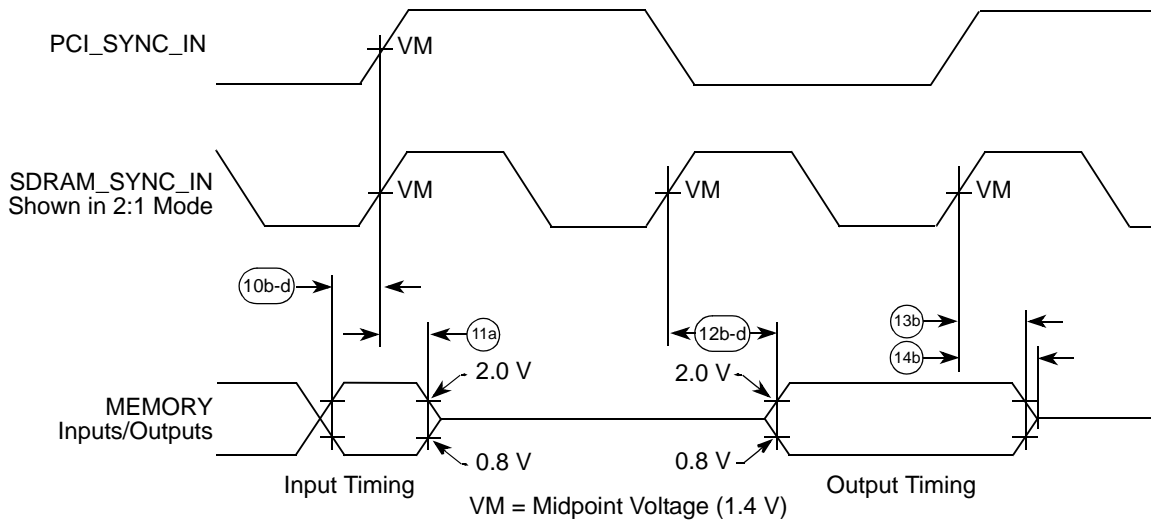 PCI_SYNC_IN
VM
SDRAM_SYNC_IN
Shown in 2:1 Mode
VM
VM
VM
10b-d
11a
12b-d
13b
14b
2.0 V
2.0 V
MEMORY
Inputs/Outputs
0.8 V
0.8 V
Input Timing
Output Timing
VM = Midpoint Voltage (1.4 V)